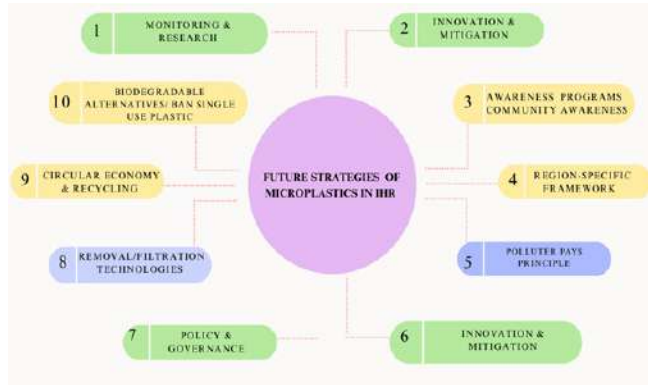 1
MONITORING &
RESEARCH
2
INNOVATION &
MITIGATION
10
BIODEGRADABLE
ALTERNATIVES/ BAN SINGLE
USE PLASTIC
3
AWARENESS PROGRAMS
COMMUNITY AWARENESS
FUTURE STRATEGIES OF
MICROPLASTICS IN IHR
9
CIRCULAR ECONOMY
& RECYCLING
4
REGION-SPECIFIC
FRAMEWORK
8
REMOVAL/FILTRATION
TECHNOLOGIES
5
POLLUTER PAYS
PRINCIPLE
7
POLICY &
GOVERNANCE
6
INNOVATION &
MITIGATION